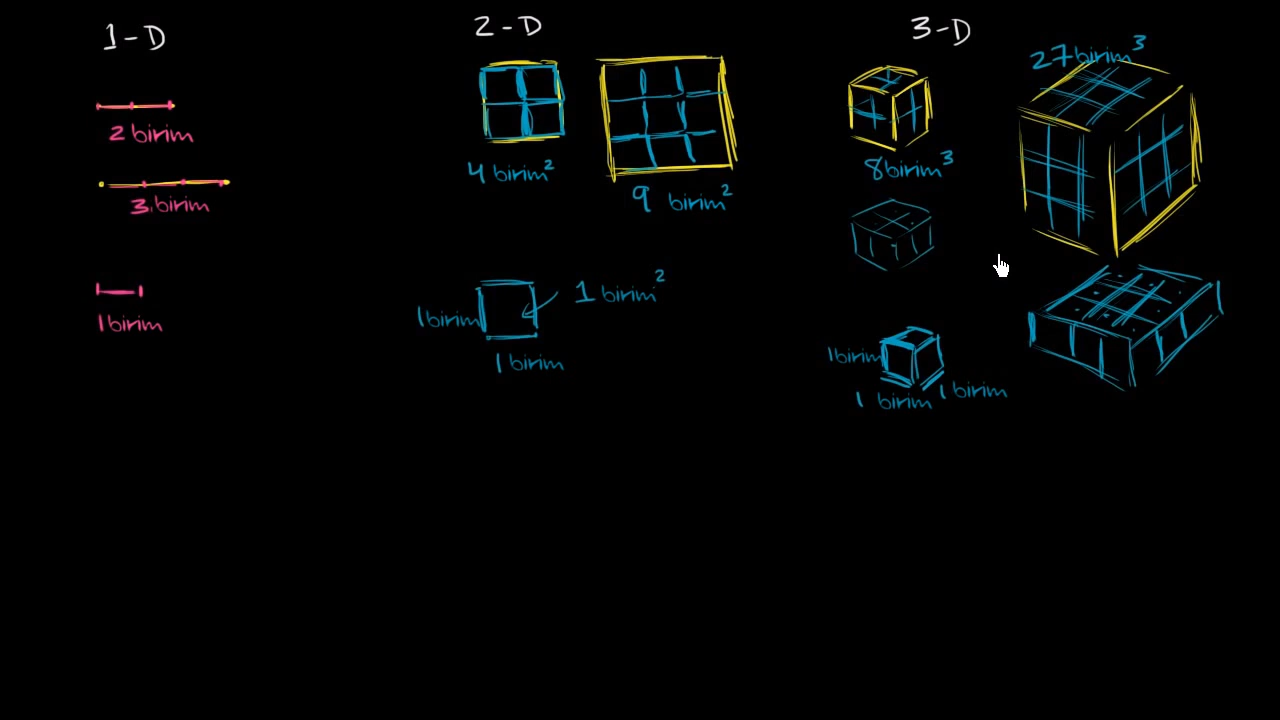 1-D
2 birim
3 birim
1 birim
2-D
4 birim²
9 birim²
1 birim
1 birim²
1 birim
3-D
27 birim³
8 birim³
1 birim
1 birim
1 birim